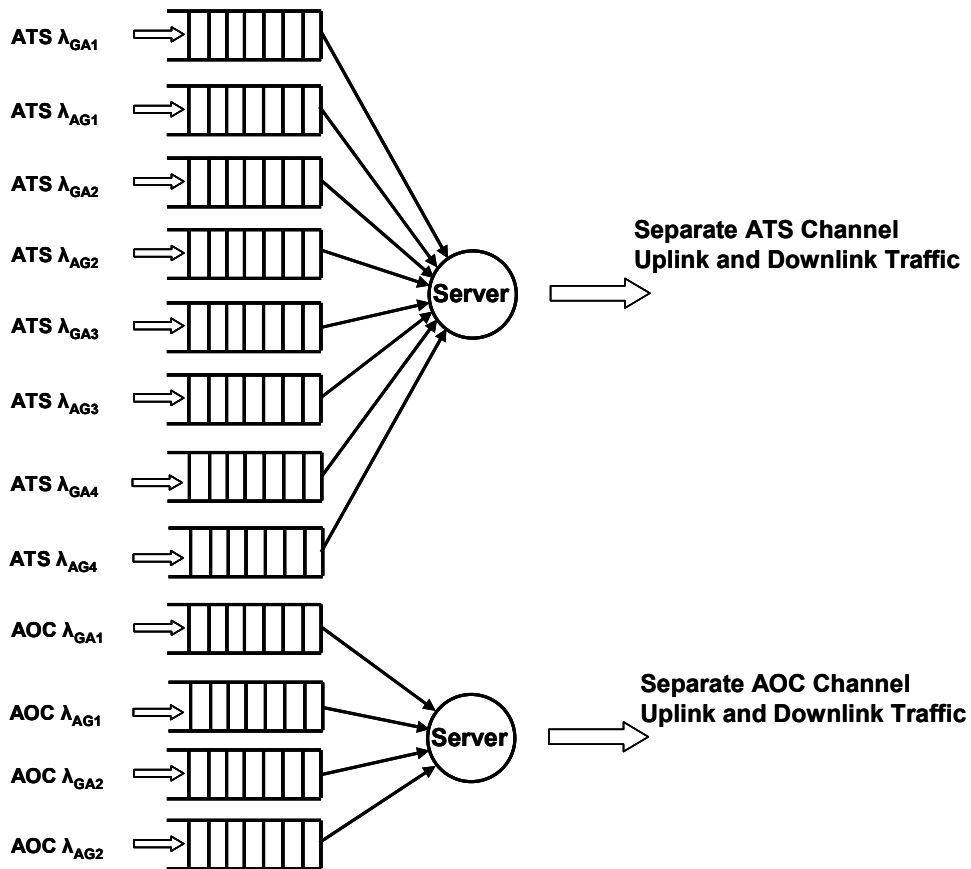 ATS λGA1
ATS λAG1
ATS λGA2
ATS λAG2
ATS λGA3
ATS λAG3
ATS λGA4
ATS λAG4
Server
Separate ATS Channel
Uplink and Downlink Traffic
AOC λGA1
AOC λAG1
AOC λGA2
AOC λAG2
Server
Separate AOC Channel
Uplink and Downlink Traffic